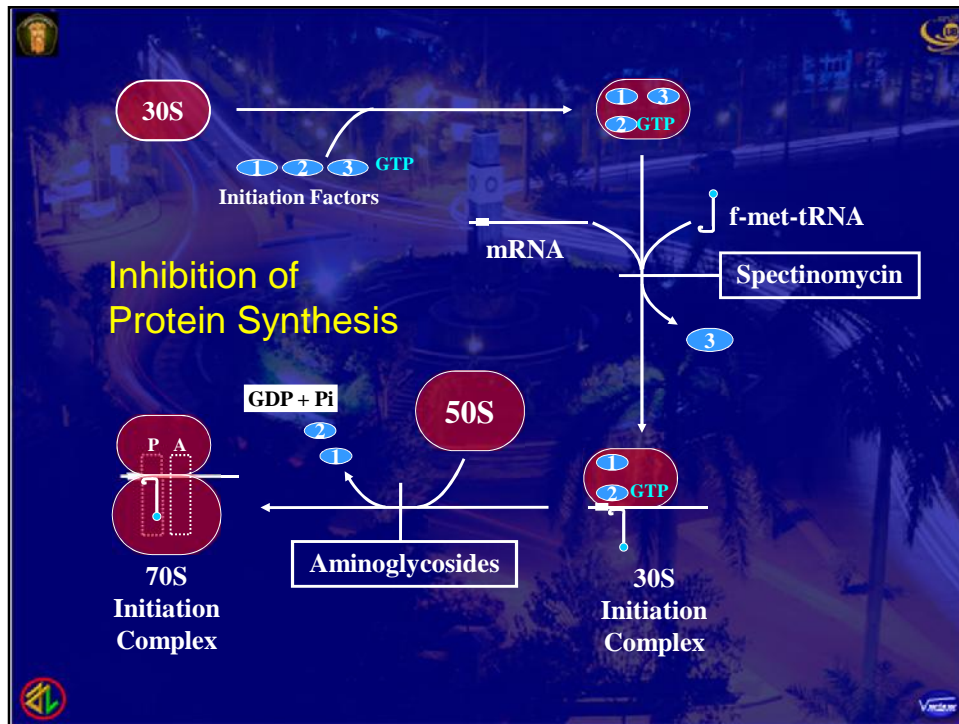 30S
1 3
2 GTP
1 2 3 GTP
Initiation Factors
f-met-tRNA
mRNA
Spectinomycin
Inhibition of
Protein Synthesis
3
GDP + Pi
50S
2
1
P A
1
2 GTP
Aminoglycosides
70S
Initiation
Complex
30S
Initiation
Complex
UB